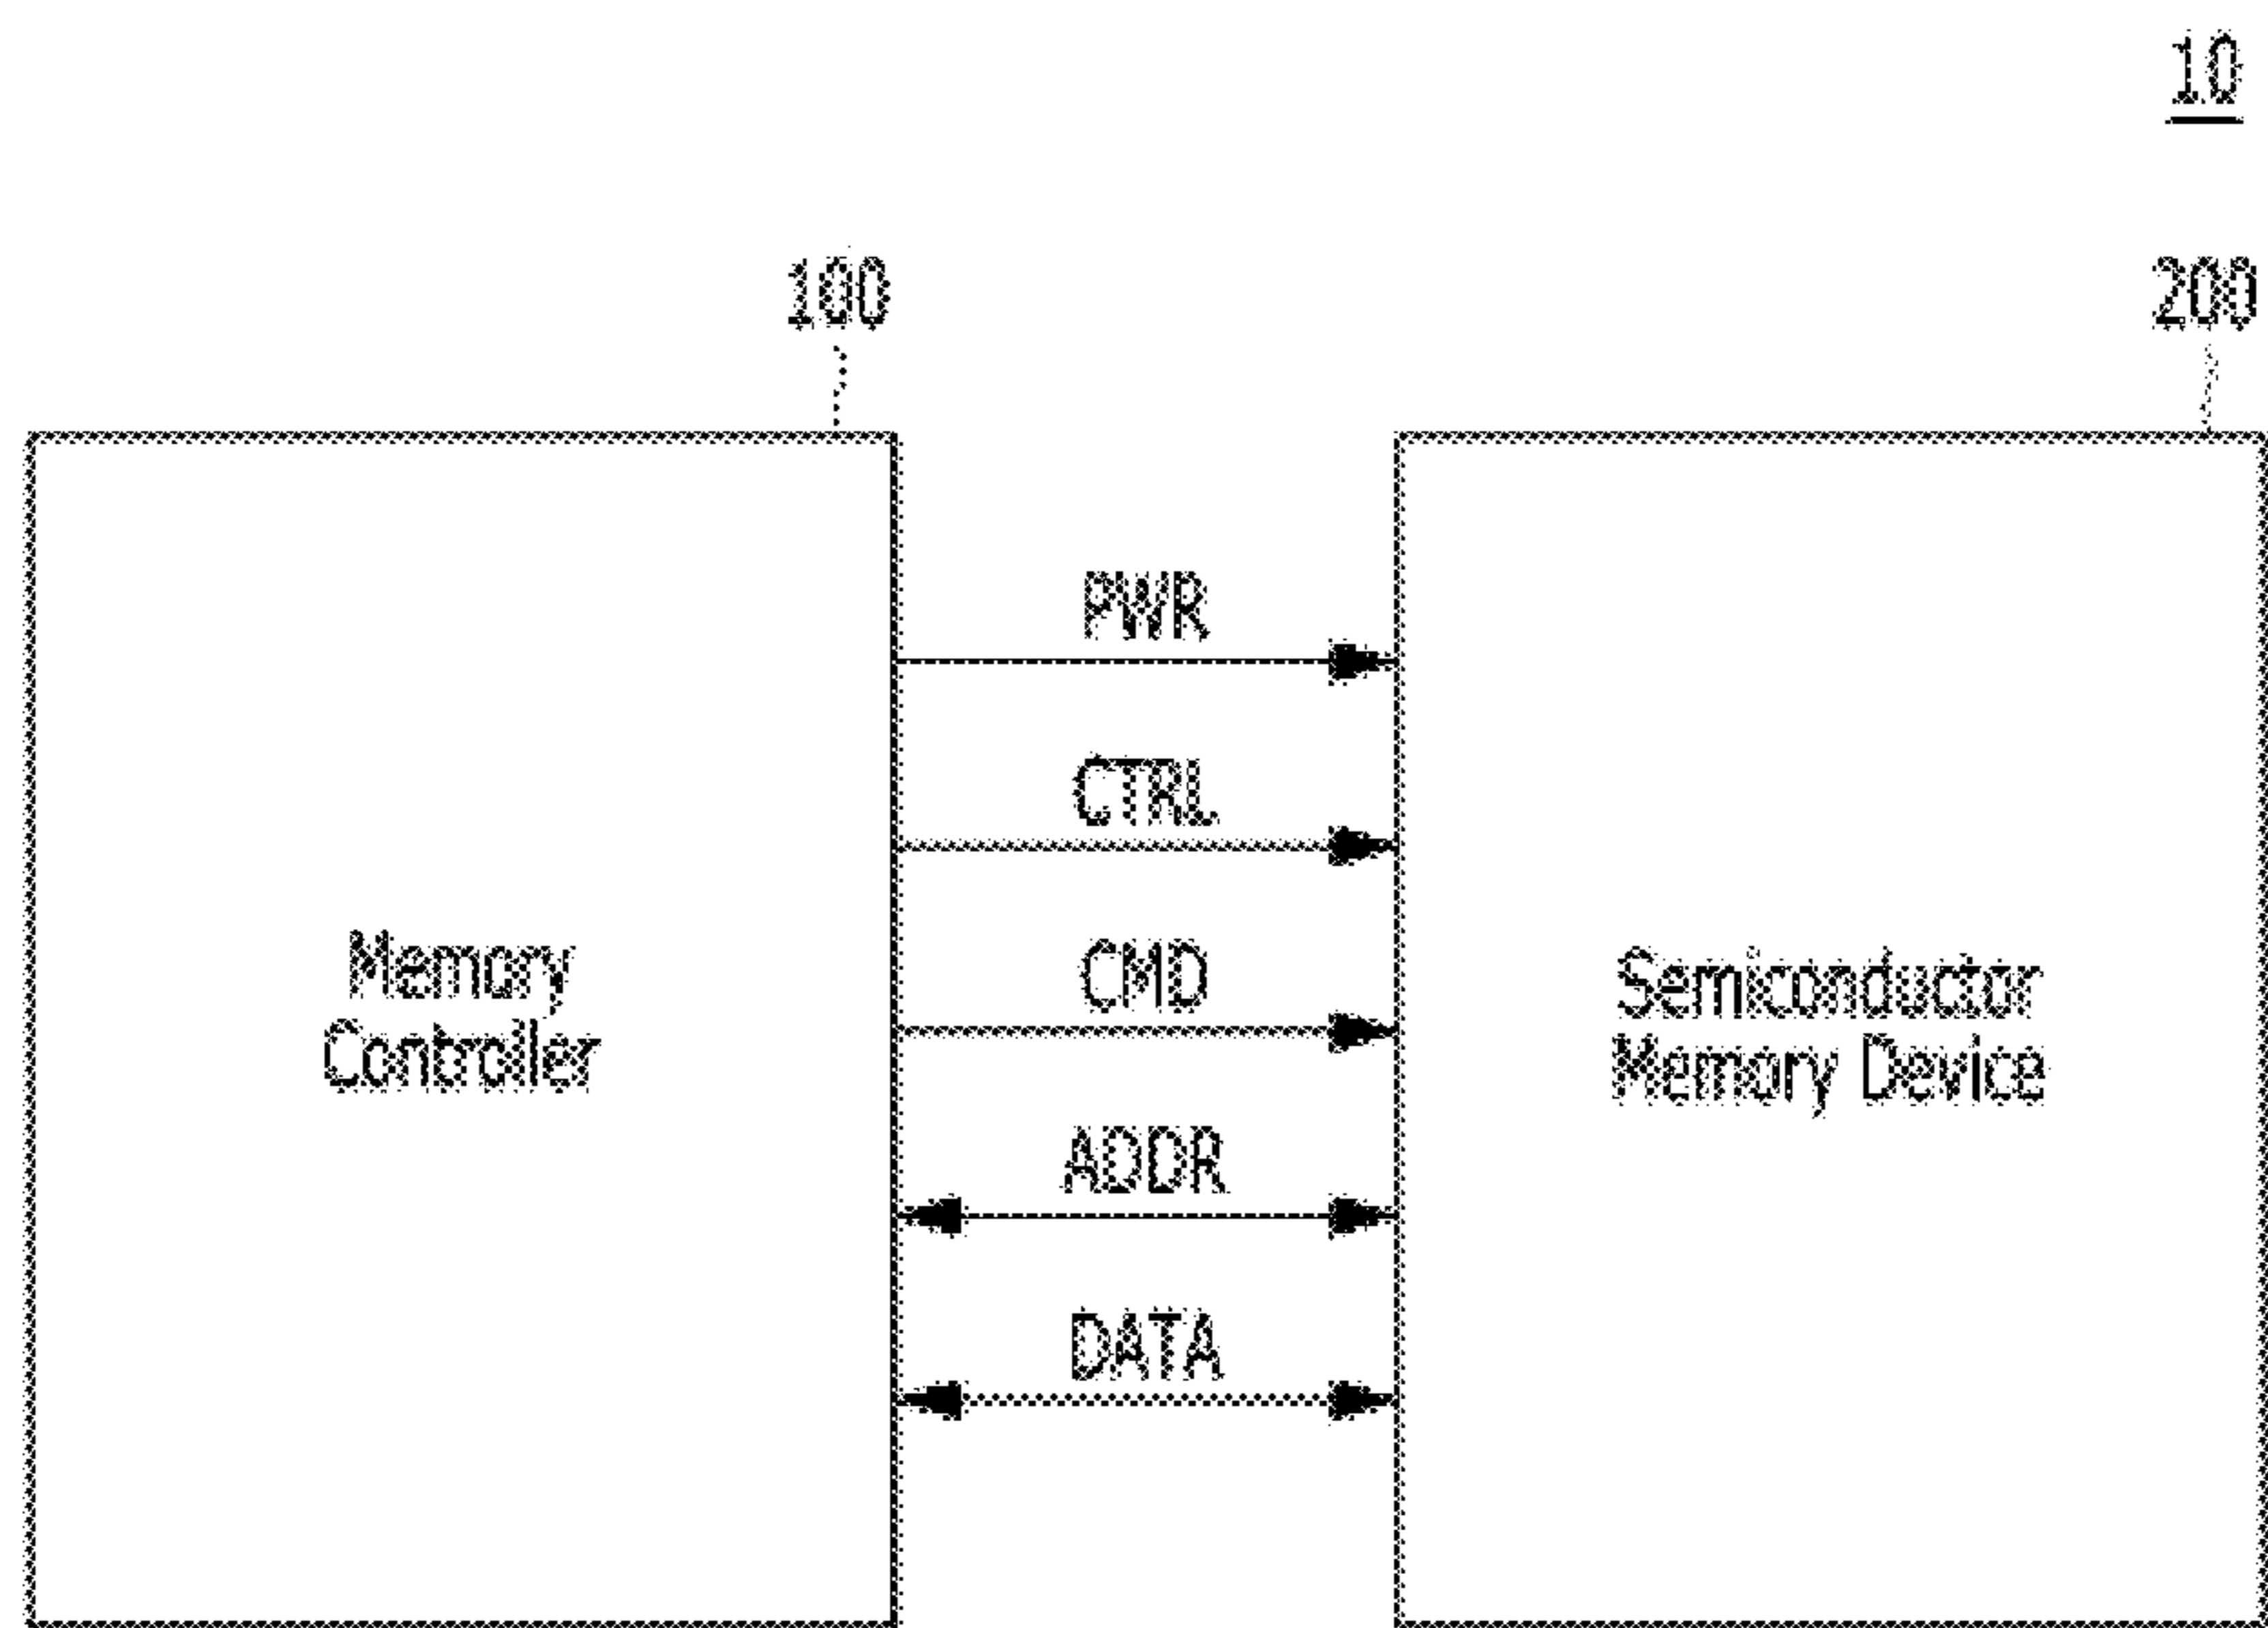 10
100
200
PWR
CTRL
CMD
ADDR
DATA
Memory
Controller
Semiconductor
Memory Device